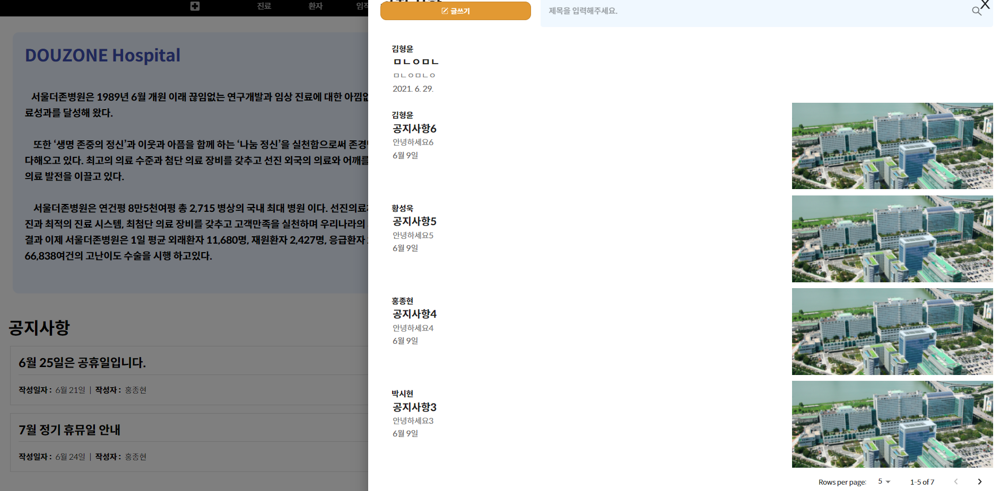 진료 환자 임직
DOUZONE Hospital
서울더존병원은 1989년 6월 개원 이래 끊임없는 연구개발과 임상 진료에 대한 아낌없
료성과를 달성해 왔다.
또한 ‘생명 존중의 정신’과 이웃과 아픔을 함께 하는 ‘나눔 정신’을 실천함으로써 존경
다해오고 있다. 최고의 의료 수준과 첨단 의료 장비를 갖추고 선진 외국의 의료와 어깨를
의료 발전을 이끌고 있다.
서울더존병원은 연건평 8만5천여평 총 2,715 병상의 국내 최대 병원 이다. 선진의료
진과 최적의 진료 시스템, 최첨단 의료 장비를 갖추고 고객만족을 실천하며 우리나라의
결과 이제 서울더존병원은 1일 평균 외래환자 11,680명, 재원환자 2,427명, 응급환자
66,838여건의 고난이도 수술을 시행 하고있다.
공지사항
6월 25일은 공휴일입니다.
작성일자 : 6월 21일 | 작성자 : 홍종현
7월 정기 휴뮤일 안내
작성일자 : 6월 24일 | 작성자 : 홍종현
X
글쓰기
제목을 입력해주세요.
김형윤
ㅁㄴㅇㅁㄴ
ㅁㄴㅇㅁㄴㅇ
2021. 6. 29.
김형윤
공지사항6
안녕하세요6
6월 9일
황성욱
공지사항5
안녕하세요5
6월 9일
홍종현
공지사항4
안녕하세요4
6월 9일
박시현
공지사항3
안녕하세요3
6월 9일
Rows per page: 5 1-5 of 7